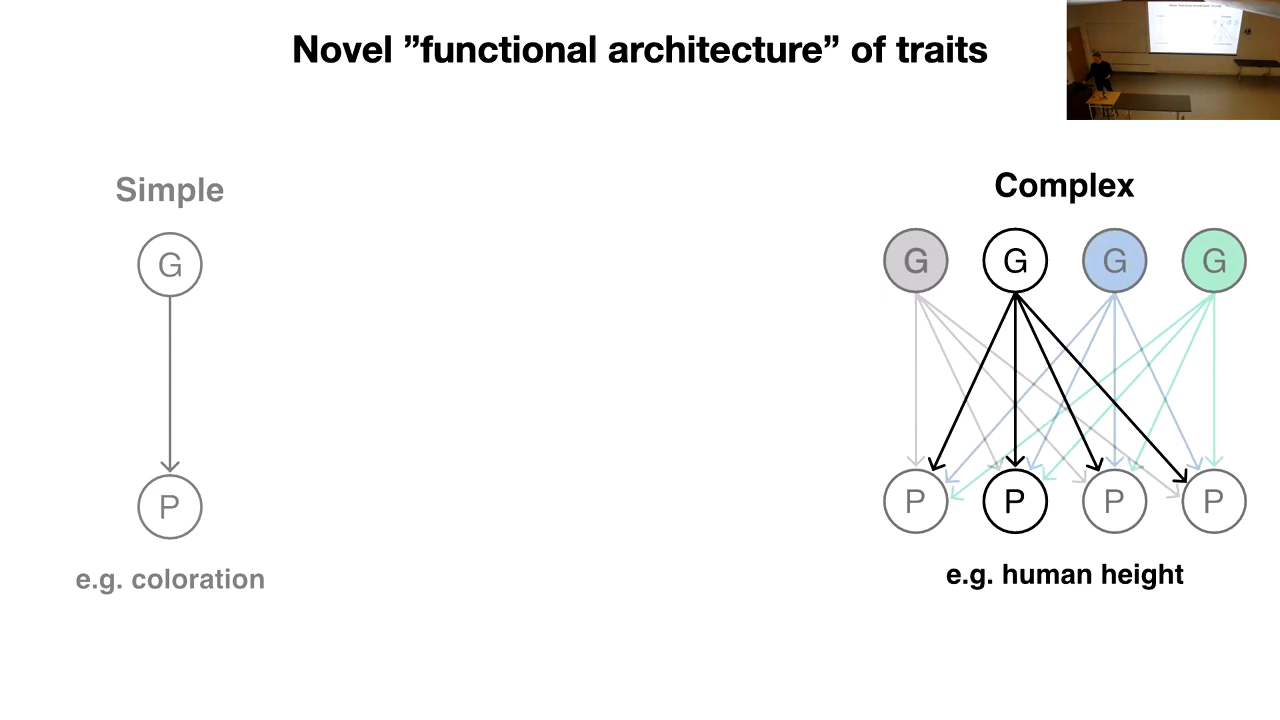 Novel ”functional architecture” of traits
Simple
G
P
e.g. coloration
Complex
G G G G
P P P P
e.g. human height